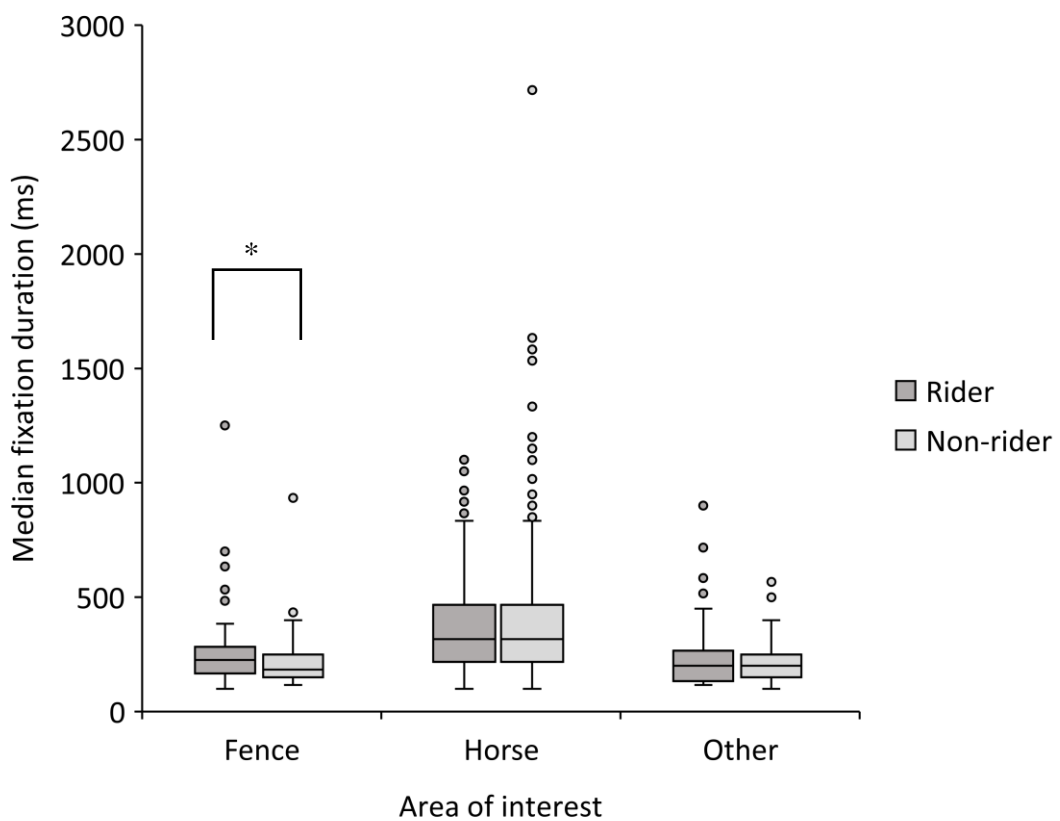 Median fixation duration (ms)
3000
2500
2000
1500
1000
500
0
*
Fence
Horse
Other
Area of interest
Rider
Non-rider